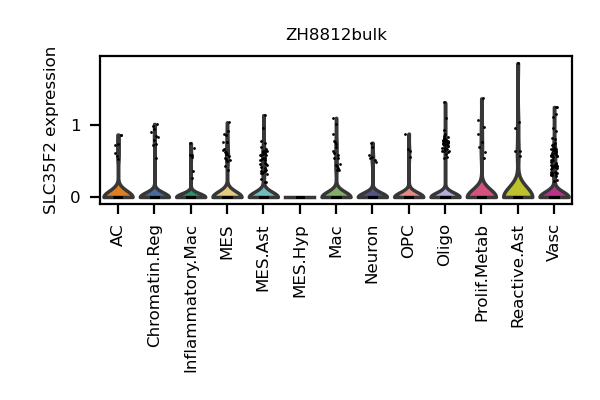 ZH8812bulk
SLC35F2 expression
1
0
AC
Chromatin.Reg
Inflammatory.Mac
MES
MES.Ast
MES.Hyp
Mac
Neuron
OPC
Oligo
Prolif.Metab
Reactive.Ast
Vasc